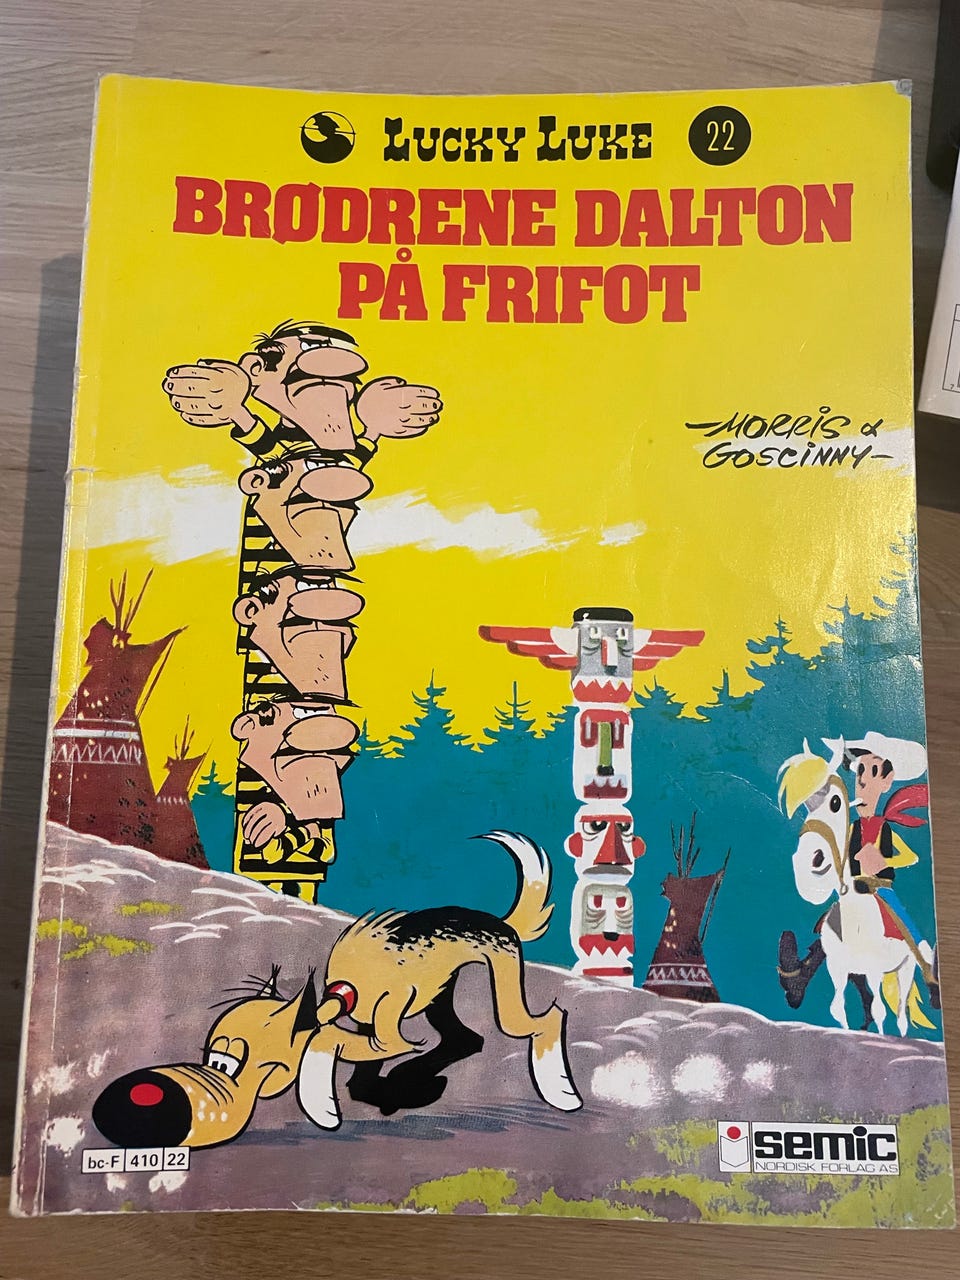 LUCKY LUKE 22
BRØDRENE DALTON
PÅ FRIFOT
-MORRIS &
GOSCINNY-
bc-F 410 22
semic
NORDISK FORLAG AS